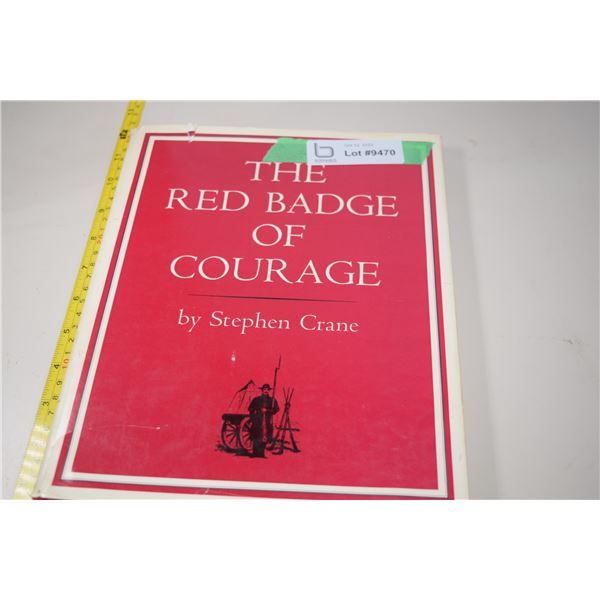 Lot #9470
THE
RED BADGE
OF
COURAGE
by Stephen Crane